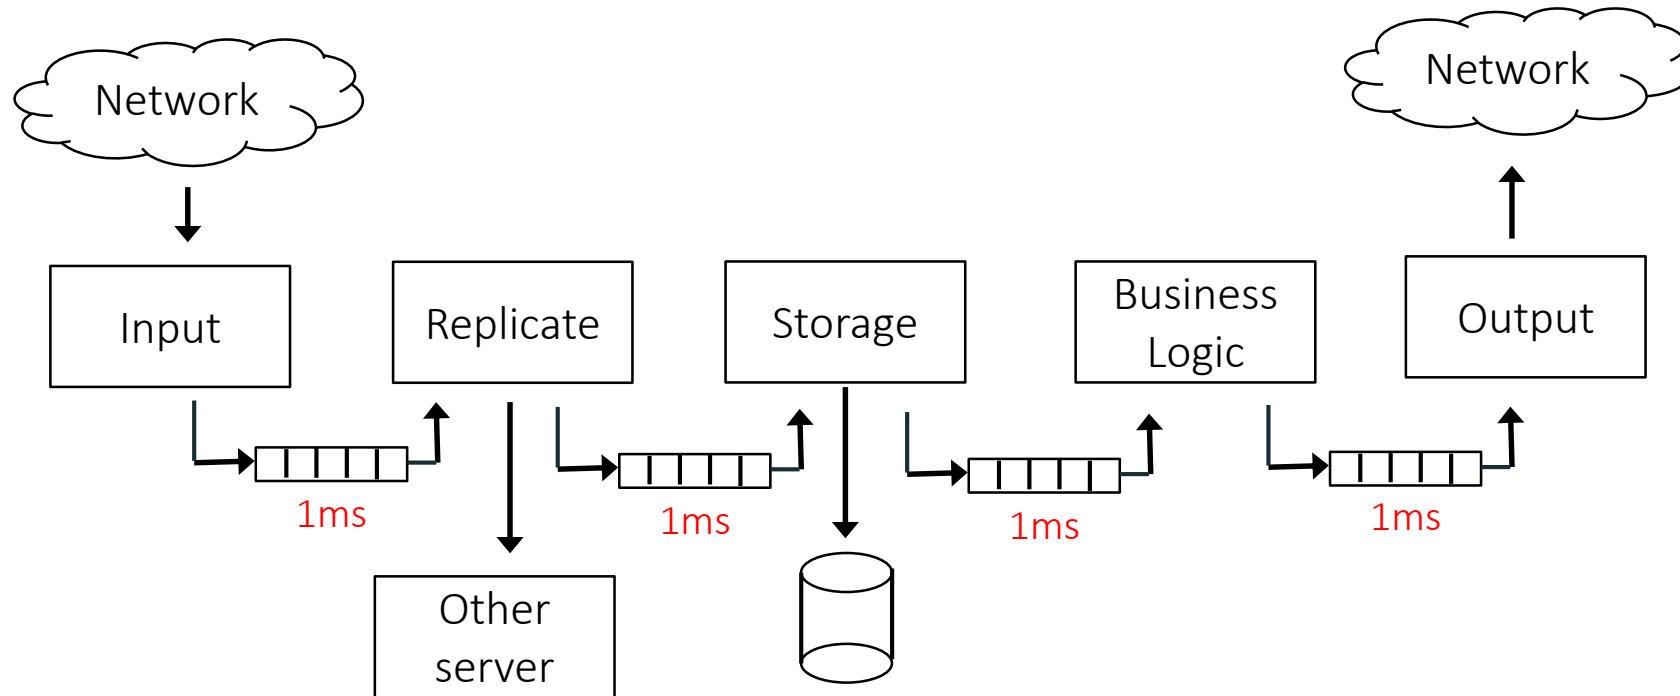 Network
Network
Input
Replicate
Storage
Business
Logic
Output
1ms
1ms
1ms
1ms
Other
server